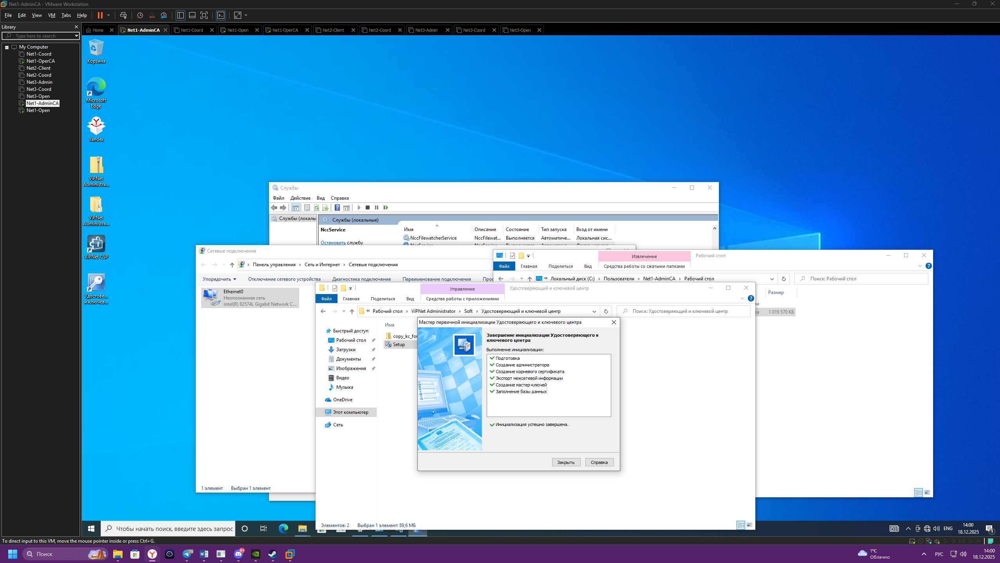 Net1-AdminCA - VMware Workstation
File Edit View VM Tabs Help
Library
Type here to search
My Computer
Net1-Coord
Net1-OperCA
Net2-Client
Net2-Coord
Net3-Admin
Net3-Coord
Net3-Open
Net1-AdminCA
Net1-Open
Home Net1-AdminCA Net1-Coord Net1-Open Net1-OperCA Net2-Client Net2-Coord Net3-Admin Net3-Coord Net3-Open
Корзина
Microsoft
Edge
Yandex
ViPNet
Administra...
ViPNet
Administra...
ViPNet CSP
Удостове...
и ключев...
Службы
Файл Действие Вид Справка
Службы (локаль
Службы (локальные)
NccService
Остановить службу
Имя Описание Состояние Тип запуска Вход от имени
NccFilewatcherService NccFilewat... Выполняется Автоматиче... Локальная сис...
Сетевые подключения
Панель управления Сеть и Интернет Сетевые подключения
Упорядочить Отключение сетевого устройства Диагностика подключения Переименование подключения Прос
Ethernet0
Неопознанная сеть
Intel(R) 82574L Gigabit Network C...
1 элемент Выбран 1 элемент
Извлечение Рабочий стол
Файл Главная Поделиться Вид Средства работы со сжатыми папками
« Локальный диск (C:) Пользователи Net1-AdminCA Рабочий стол
Поиск: Рабочий стол
Размер
ии
ка 1 019 570 КБ
Управление Удостоверяющий и ключевой центр
Файл Главная Поделиться Вид Средства работы с приложениями
« Рабочий стол ViPNet Administrator Soft Удостоверяющий и ключевой центр
Поиск: Удостоверяющий и ключевой центр
Быстрый доступ
Рабочий стол
Загрузки
Документы
Изображения
Видео
Музыка
OneDrive
Этот компьютер
Сеть
Имя
copy_kc_for
Setup
Элементов: 2 Выбран 1 элемент: 89,6 МБ
Мастер первичной инициализации Удостоверяющего и ключевого центра
Завершение инициализации Удостоверяющего и
ключевого центра
Выполнение инициализации:
Подготовка
Создание администратора
Создание корневого сертификата
Экспорт межсетевой информации
Создание мастер-ключей
Заполнение базы данных
Инициализация успешно завершена.
Закрыть Справка
Чтобы начать поиск, введите здесь запрос
ENG
14:00
18.12.2025
1
To direct input to this VM, move the mouse pointer inside or press Ctrl+G.
Поиск
79
9+
1°C
Облачно
РУС
14:00
18.12.2025